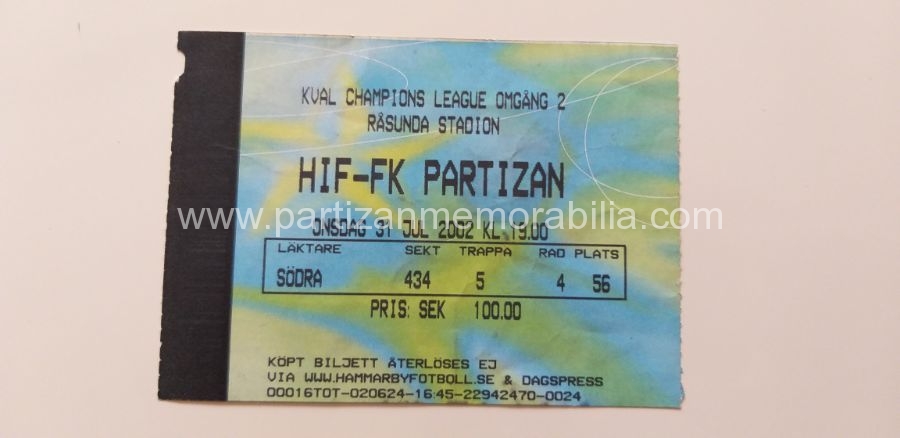 KVAL CHAMPIONS LEAGUE OMGÅNG 2
RÅSUNDA STADION
HIF-FK PARTIZAN
www.partizanmemorabilia.com
ONSDAG 31 JUL 2002 KL 19.00
LÄKTARE SEKT TRAPPA RAD PLATS
SÖDRA 434 5 4 56
PRIS: SEK 100.00
KÖPT BILJETT ÅTERLÖSES EJ
VIA WWW.HAMMARBYFOTBOLL.SE & DAGSPRESS
00016TOT-020624-16:45-22942470-0024